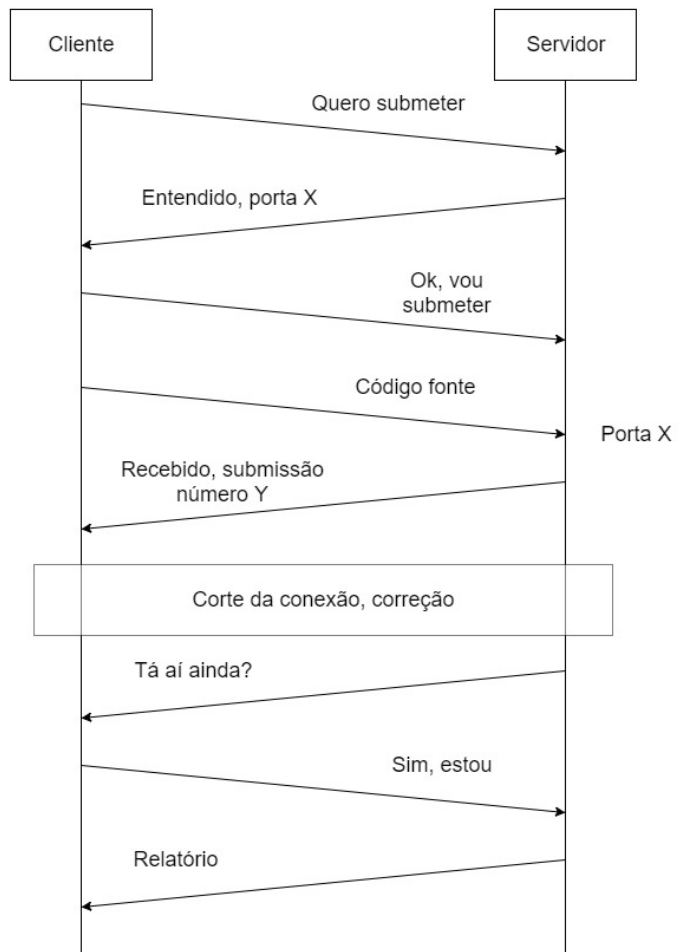 Cliente
Servidor
Quero submeter
Entendido, porta X
Ok, vou
submeter
Código fonte
Porta X
Recebido, submissão
número Y
Corte da conexão, correção
Tá aí ainda?
Sim, estou
Relatório